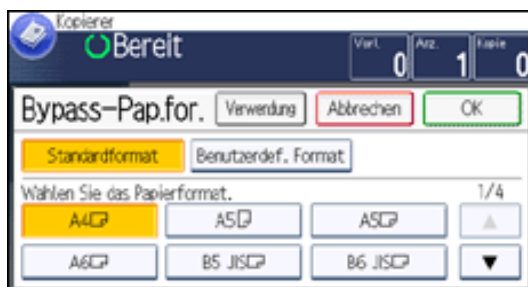 Kopierer
Bereit
Vorl. 0 Anz. 1 Kopie 0
Bypass-Pap.for. Verwendung Abbrechen OK
Standardformat Benutzerdef. Format
Wählen Sie das Papierformat. 1/4
A4 A5 A5
A6 B5 JIS B6 JIS